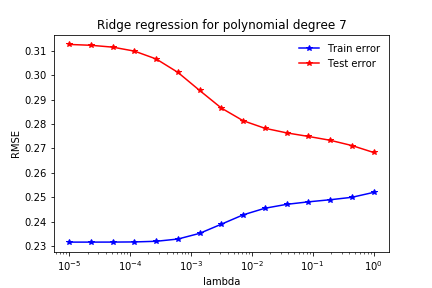 Ridge regression for polynomial degree 7
Train error
Test error
0.31
0.30
0.29
0.28
0.27
0.26
0.25
0.24
0.23
RMSE
10⁻⁵ 10⁻⁴ 10⁻³ 10⁻² 10⁻¹ 10⁰
lambda